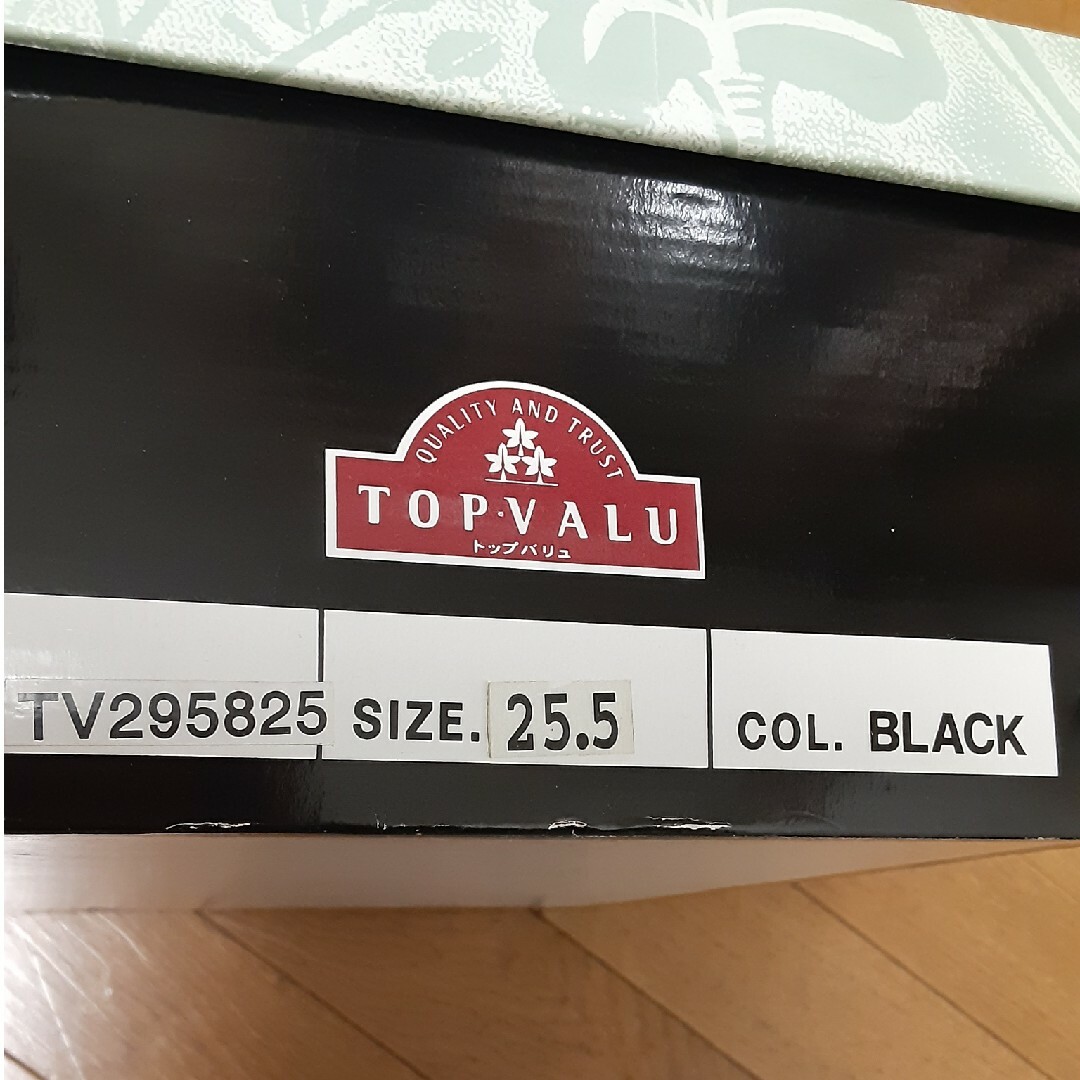 QUALITY AND TRUST
TOP·VALU
トップバリュ
TV295825 SIZE. 25.5 COL. BLACK